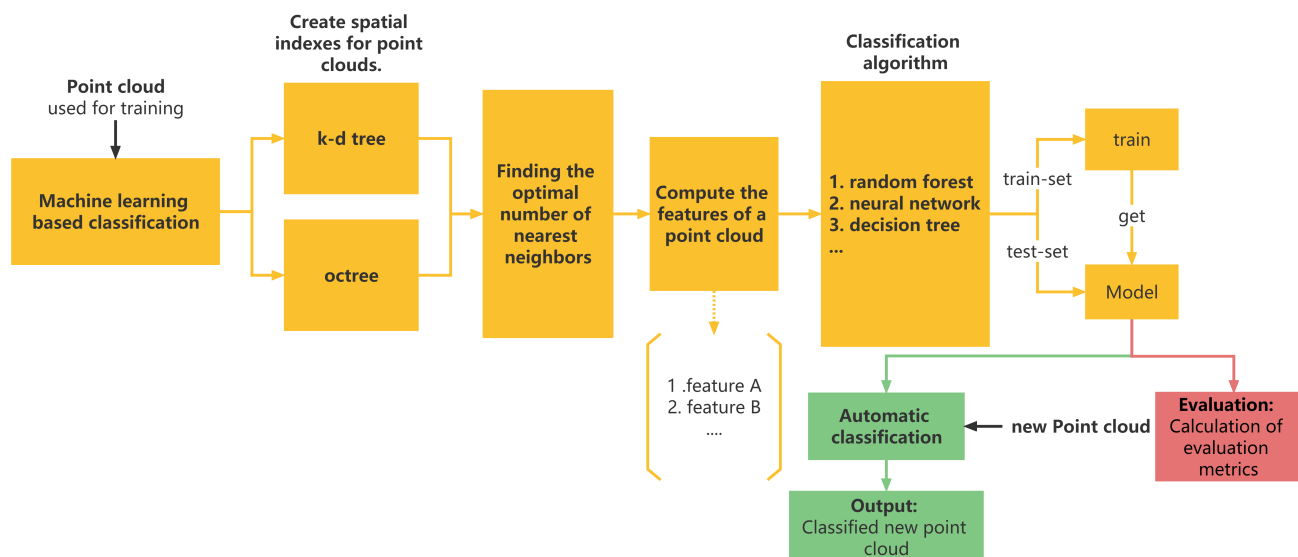 Point cloud
used for training
Machine learning
based classification
Create spatial
indexes for point
clouds.
k-d tree
octree
Finding the
optimal
number of
nearest
neighbors
Compute the
features of a
point cloud
1 .feature A
2. feature B
....
Classification
algorithm
1. random forest
2. neural network
3. decision tree
...
train-set
test-set
train
get
Model
Automatic
classification
new Point cloud
Evaluation:
Calculation of
evaluation
metrics
Output:
Classified new point
cloud